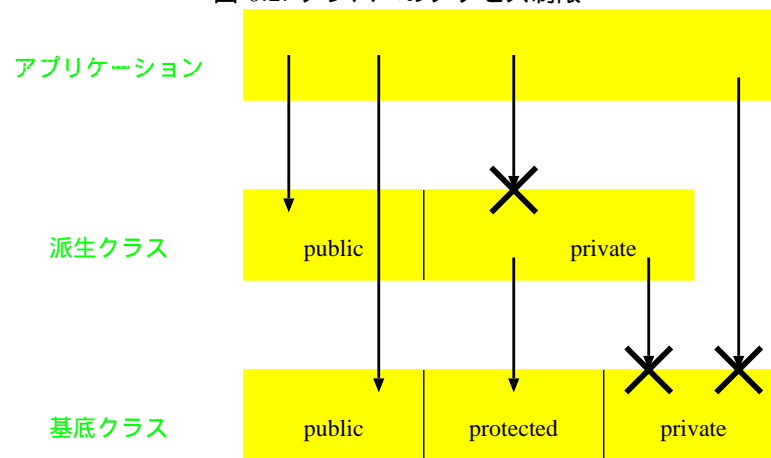 アプリケーション
派生クラス public private
基底クラス public protected private